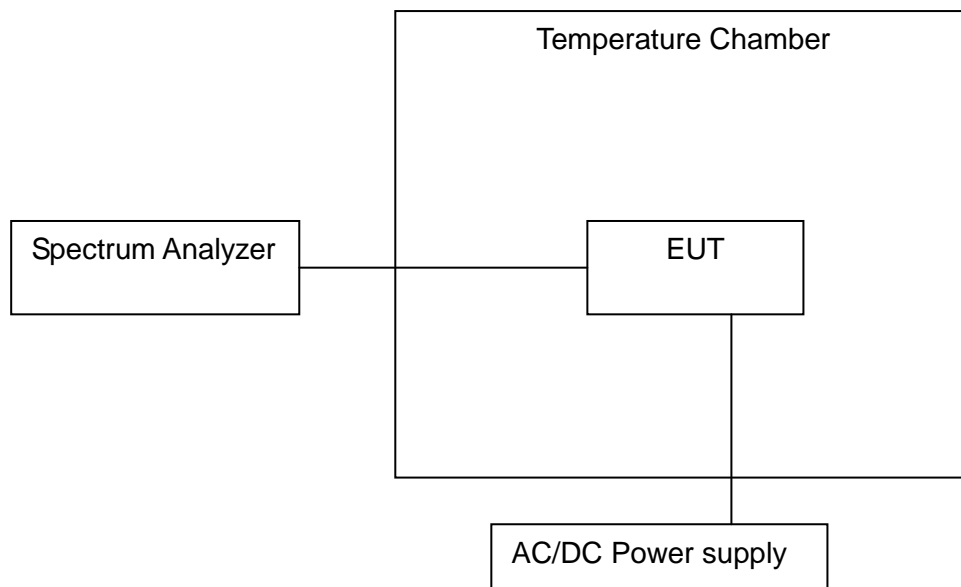 Temperature Chamber
Spectrum Analyzer
EUT
AC/DC Power supply